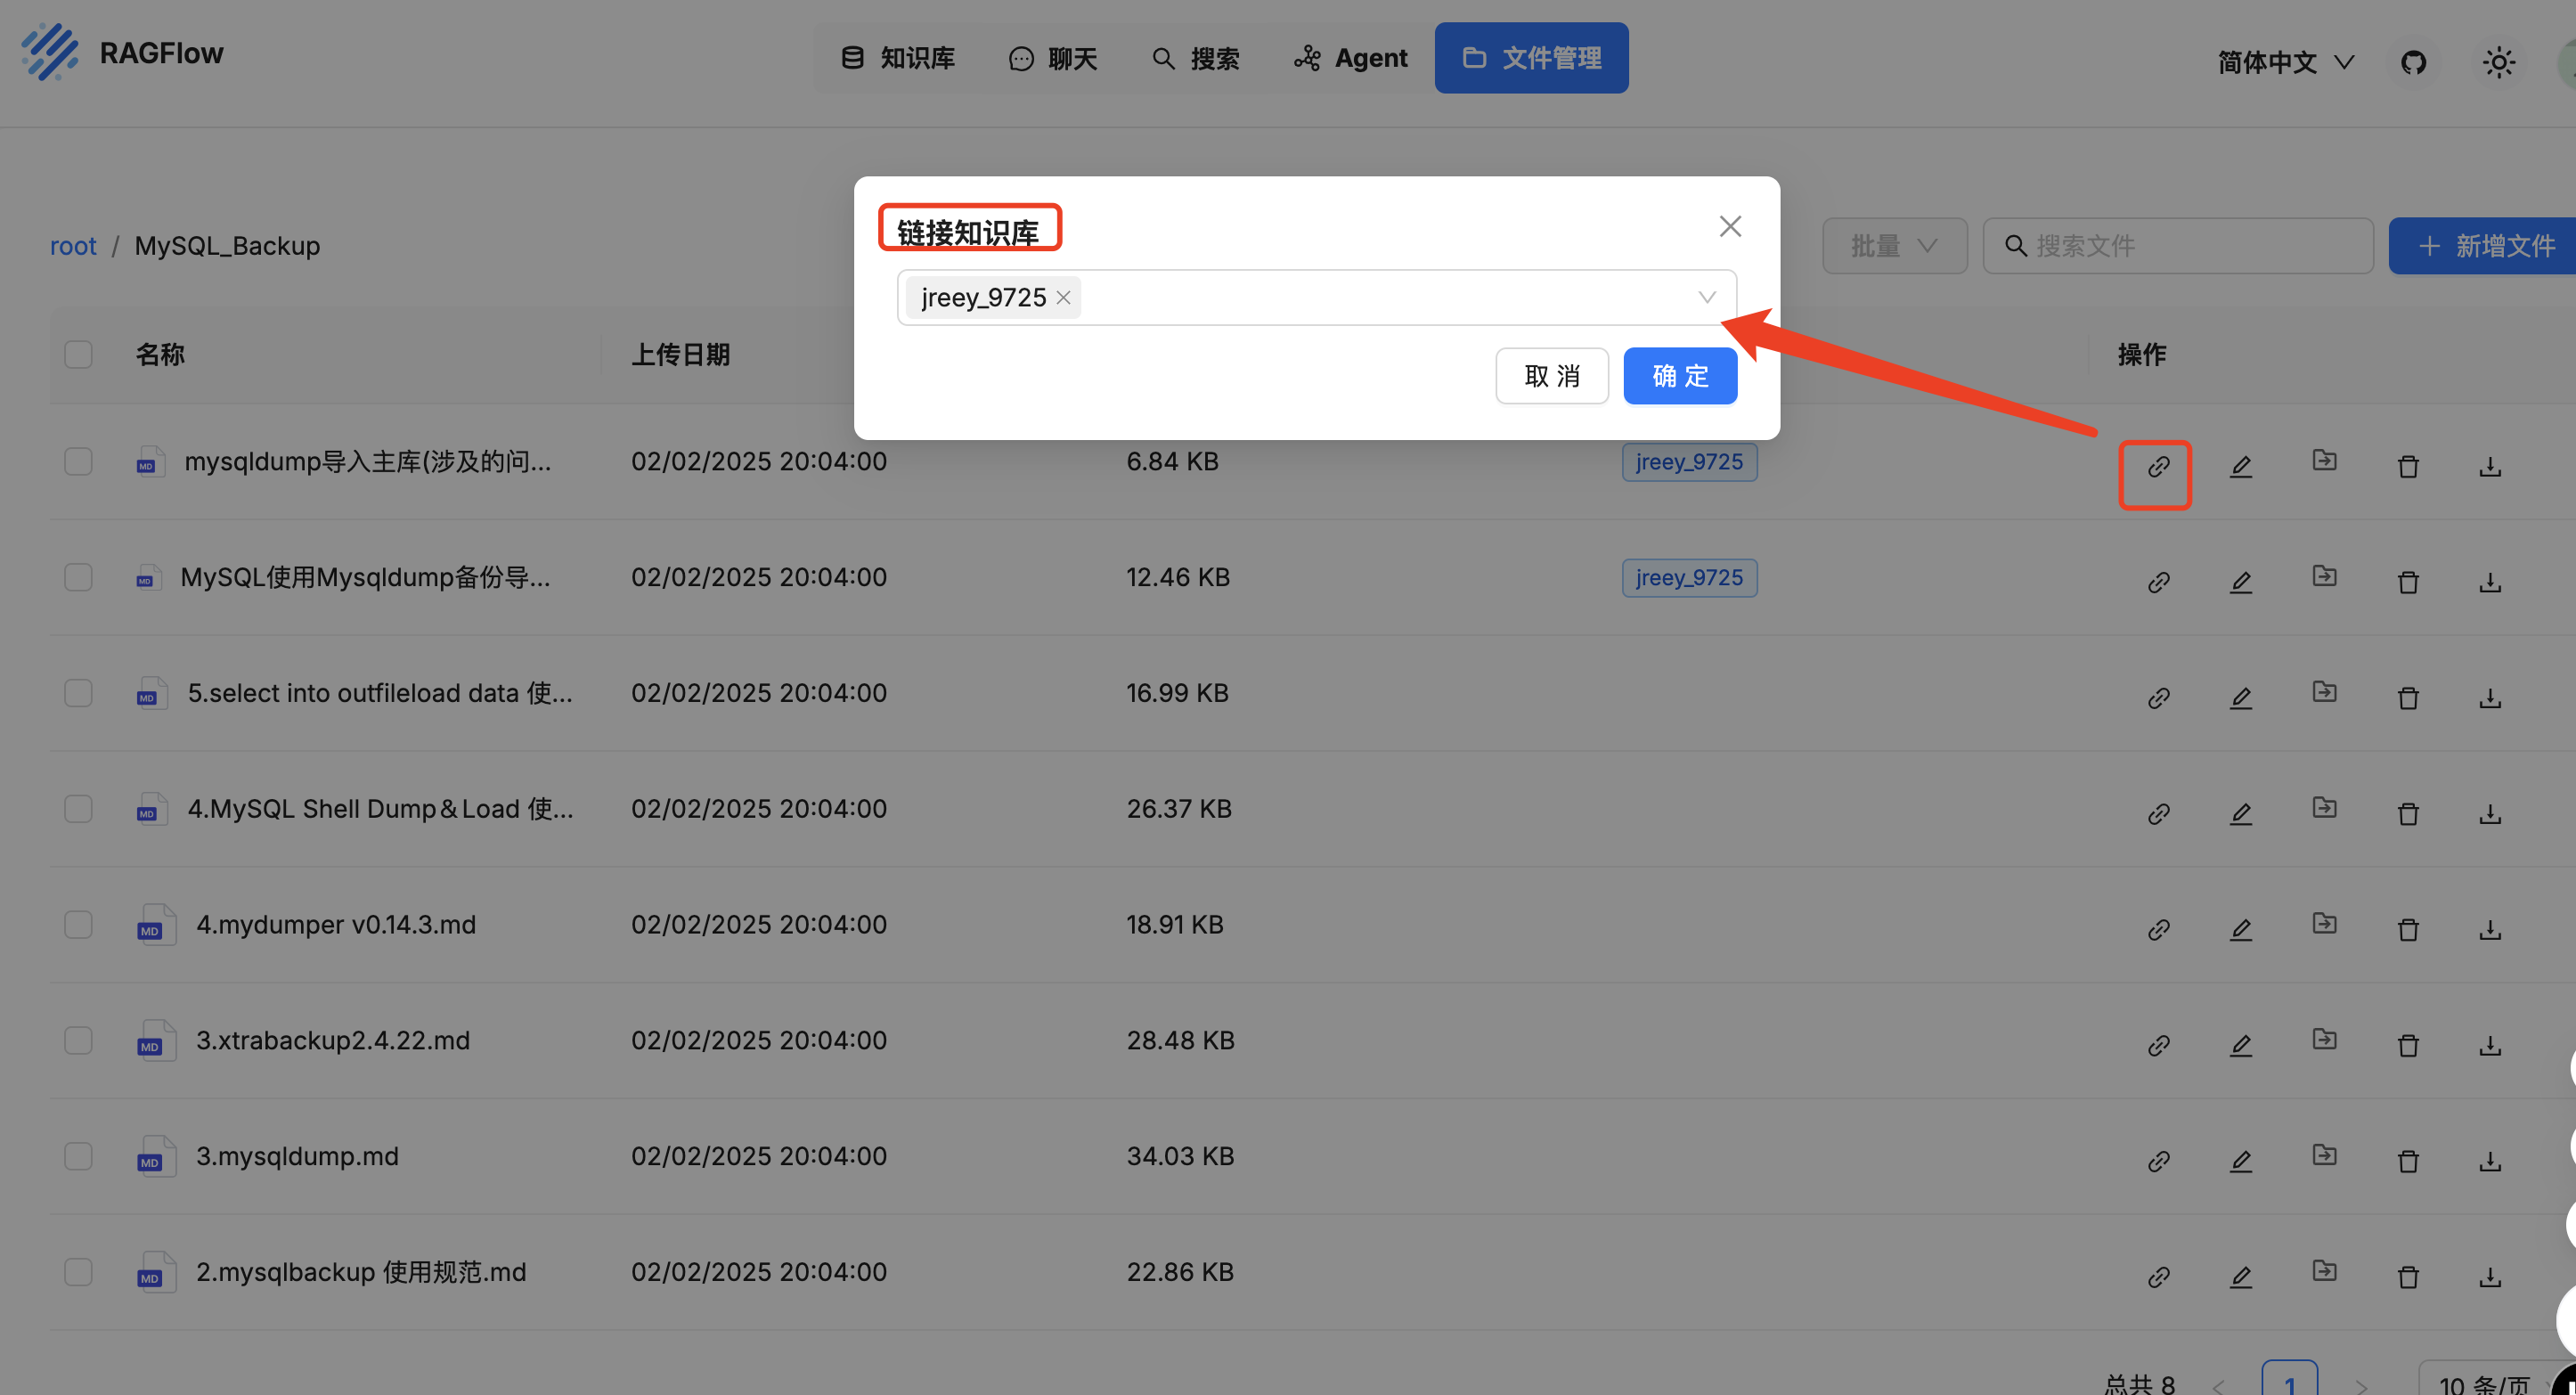 RAGFlow
知识库
聊天
搜索
Agent
文件管理
简体中文
链接知识库
root / MySQL_Backup
批量
搜索文件
新增文件
jreey_9725
取 消
确 定
名称
上传日期
操作
MD mysqldump导入主库(涉及的问... 02/02/2025 20:04:00 6.84 KB jreey_9725
MD MySQL使用Mysqldump备份导... 02/02/2025 20:04:00 12.46 KB jreey_9725
MD 5.select into outfileload data 使... 02/02/2025 20:04:00 16.99 KB
MD 4.MySQL Shell Dump＆Load 使... 02/02/2025 20:04:00 26.37 KB
MD 4.mydumper v0.14.3.md 02/02/2025 20:04:00 18.91 KB
MD 3.xtrabackup2.4.22.md 02/02/2025 20:04:00 28.48 KB
MD 3.mysqldump.md 02/02/2025 20:04:00 34.03 KB
MD 2.mysqlbackup 使用规范.md 02/02/2025 20:04:00 22.86 KB
总共 8 < 1 > 10 条/页